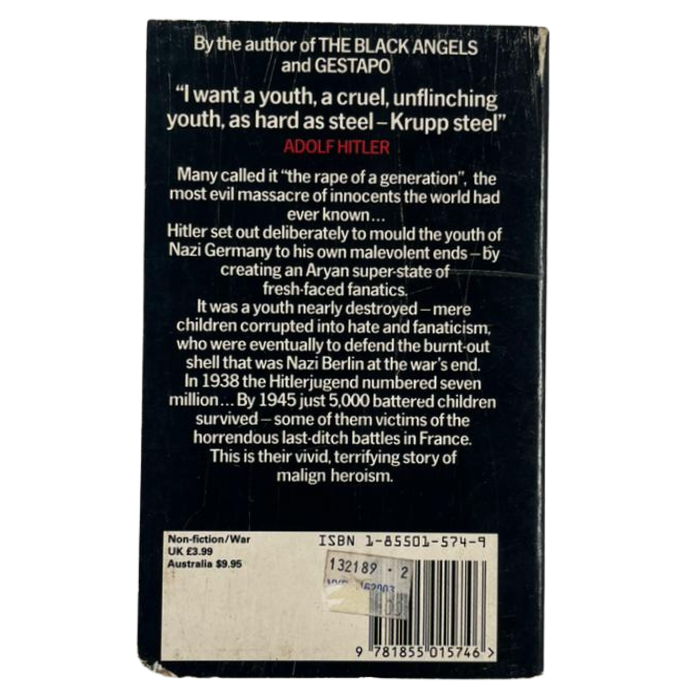 By the author of THE BLACK ANGELS
and GESTAPO
"I want a youth, a cruel, unflinching
youth, as hard as steel – Krupp steel"
ADOLF HITLER
Many called it "the rape of a generation", the
most evil massacre of innocents the world had
ever known...
Hitler set out deliberately to mould the youth of
Nazi Germany to his own malevolent ends – by
creating an Aryan super-state of
fresh-faced fanatics.
It was a youth nearly destroyed – mere
children corrupted into hate and fanaticism,
who were eventually to defend the burnt-out
shell that was Nazi Berlin at the war's end.
In 1938 the Hitlerjugend numbered seven
million... By 1945 just 5,000 battered children
survived – some of them victims of the
horrendous last-ditch battles in France.
This is their vivid, terrifying story of
malign heroism.
Non-fiction/War
UK £3.99
Australia $9.95
ISBN 1-85501-574-9
132189 - 2
9 781855 015746 >